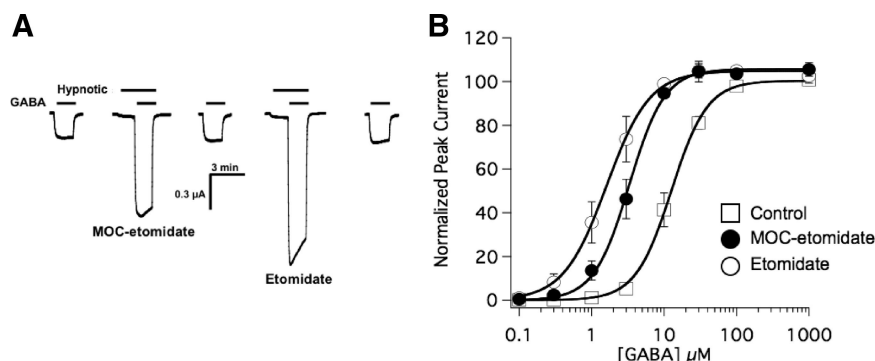 A
Hypnotic
GABA
3 min
0.3 µA
MOC-etomidate
Etomidate
B
Normalized Peak Current
120
100
80
60
40
20
0
0.1 1 10 100 1000
[GABA] µM
Control
MOC-etomidate
Etomidate